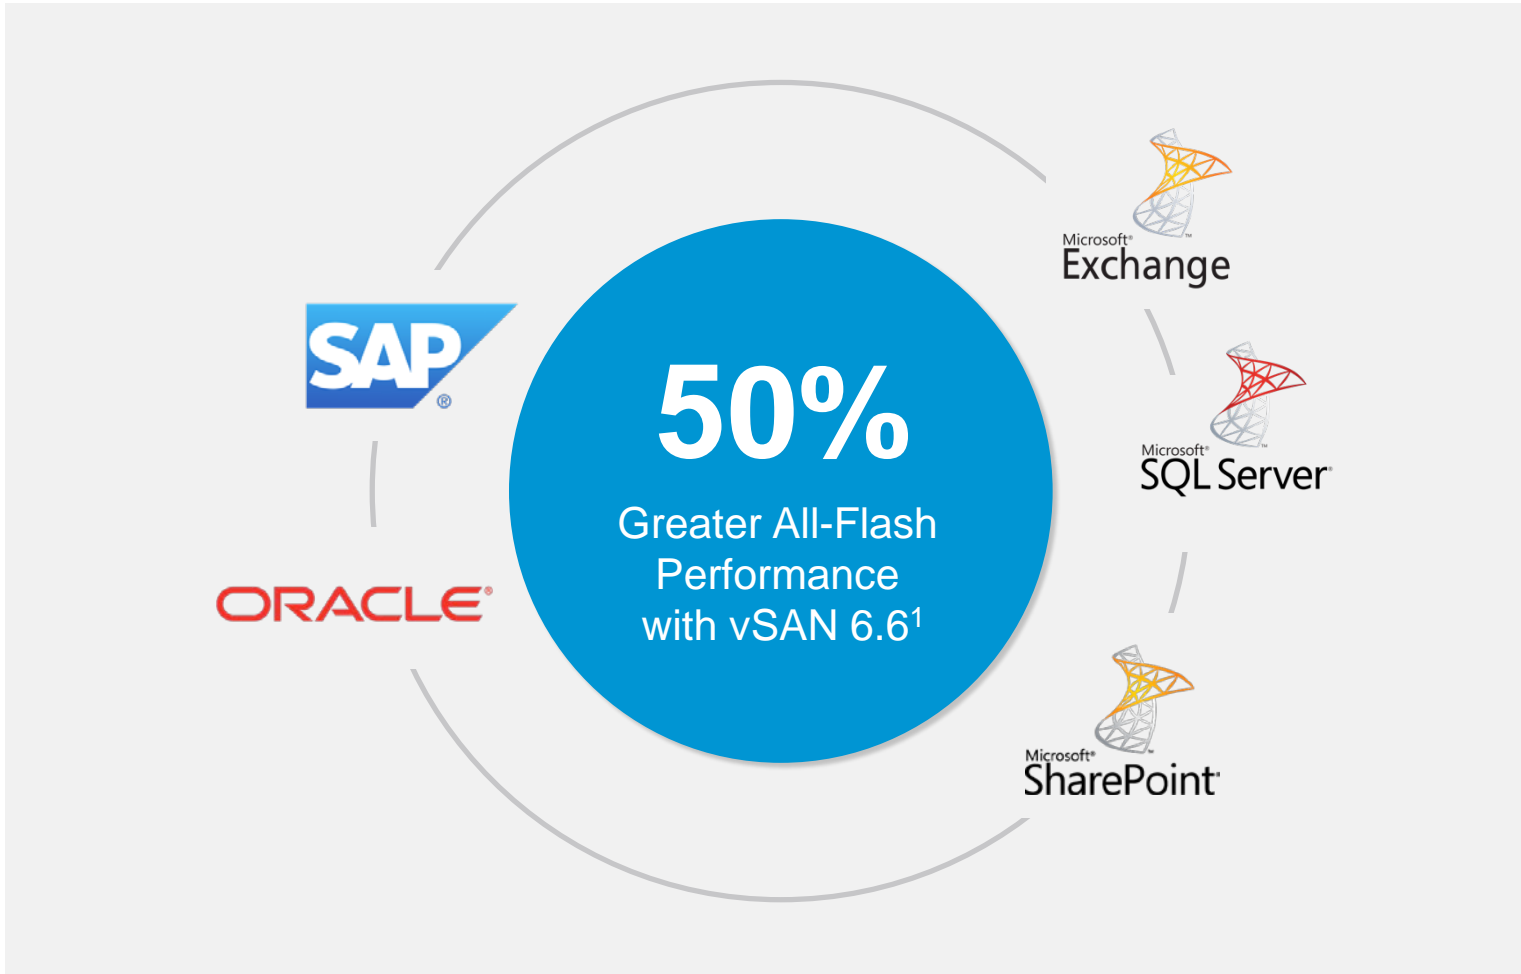 Microsoft®
Exchange
SAP®
50%
Microsoft®
SQL Server®
Greater All-Flash
Performance
with vSAN 6.6¹
ORACLE®
Microsoft®
SharePoint®